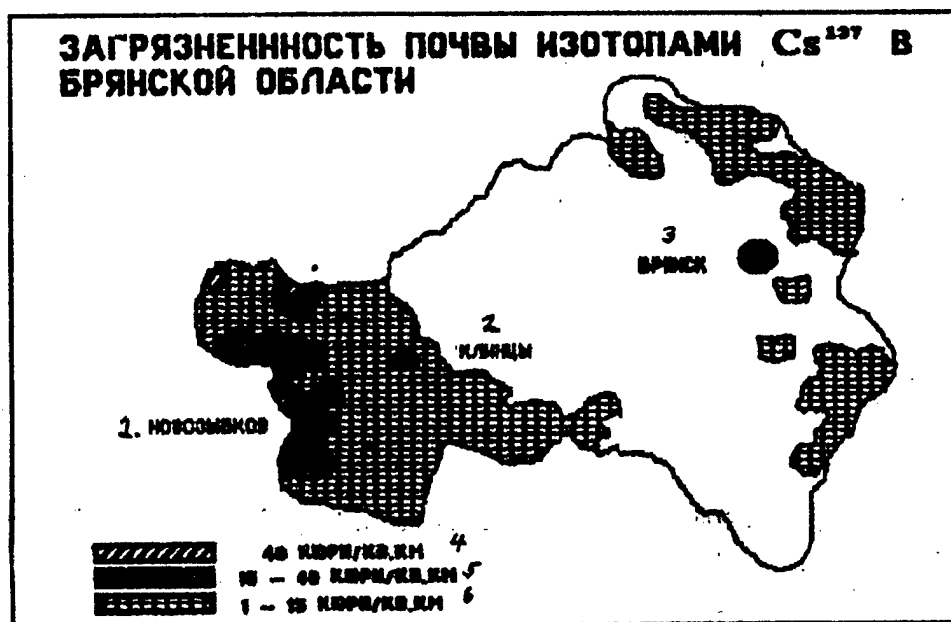 ЗАГРЯЗНЕНННОСТЬ ПОЧВЫ ИЗОТОПАМИ Cs¹³⁷ В
БРЯНСКОЙ ОБЛАСТИ
3
БРЯНСК
2
КЛИНЦЫ
1. НОВОЗЫБКОВ
40 КЮРИ/КВ.КМ 4
15 - 40 КЮРИ/КВ.КМ 5
1 - 15 КЮРИ/КВ.КМ 6